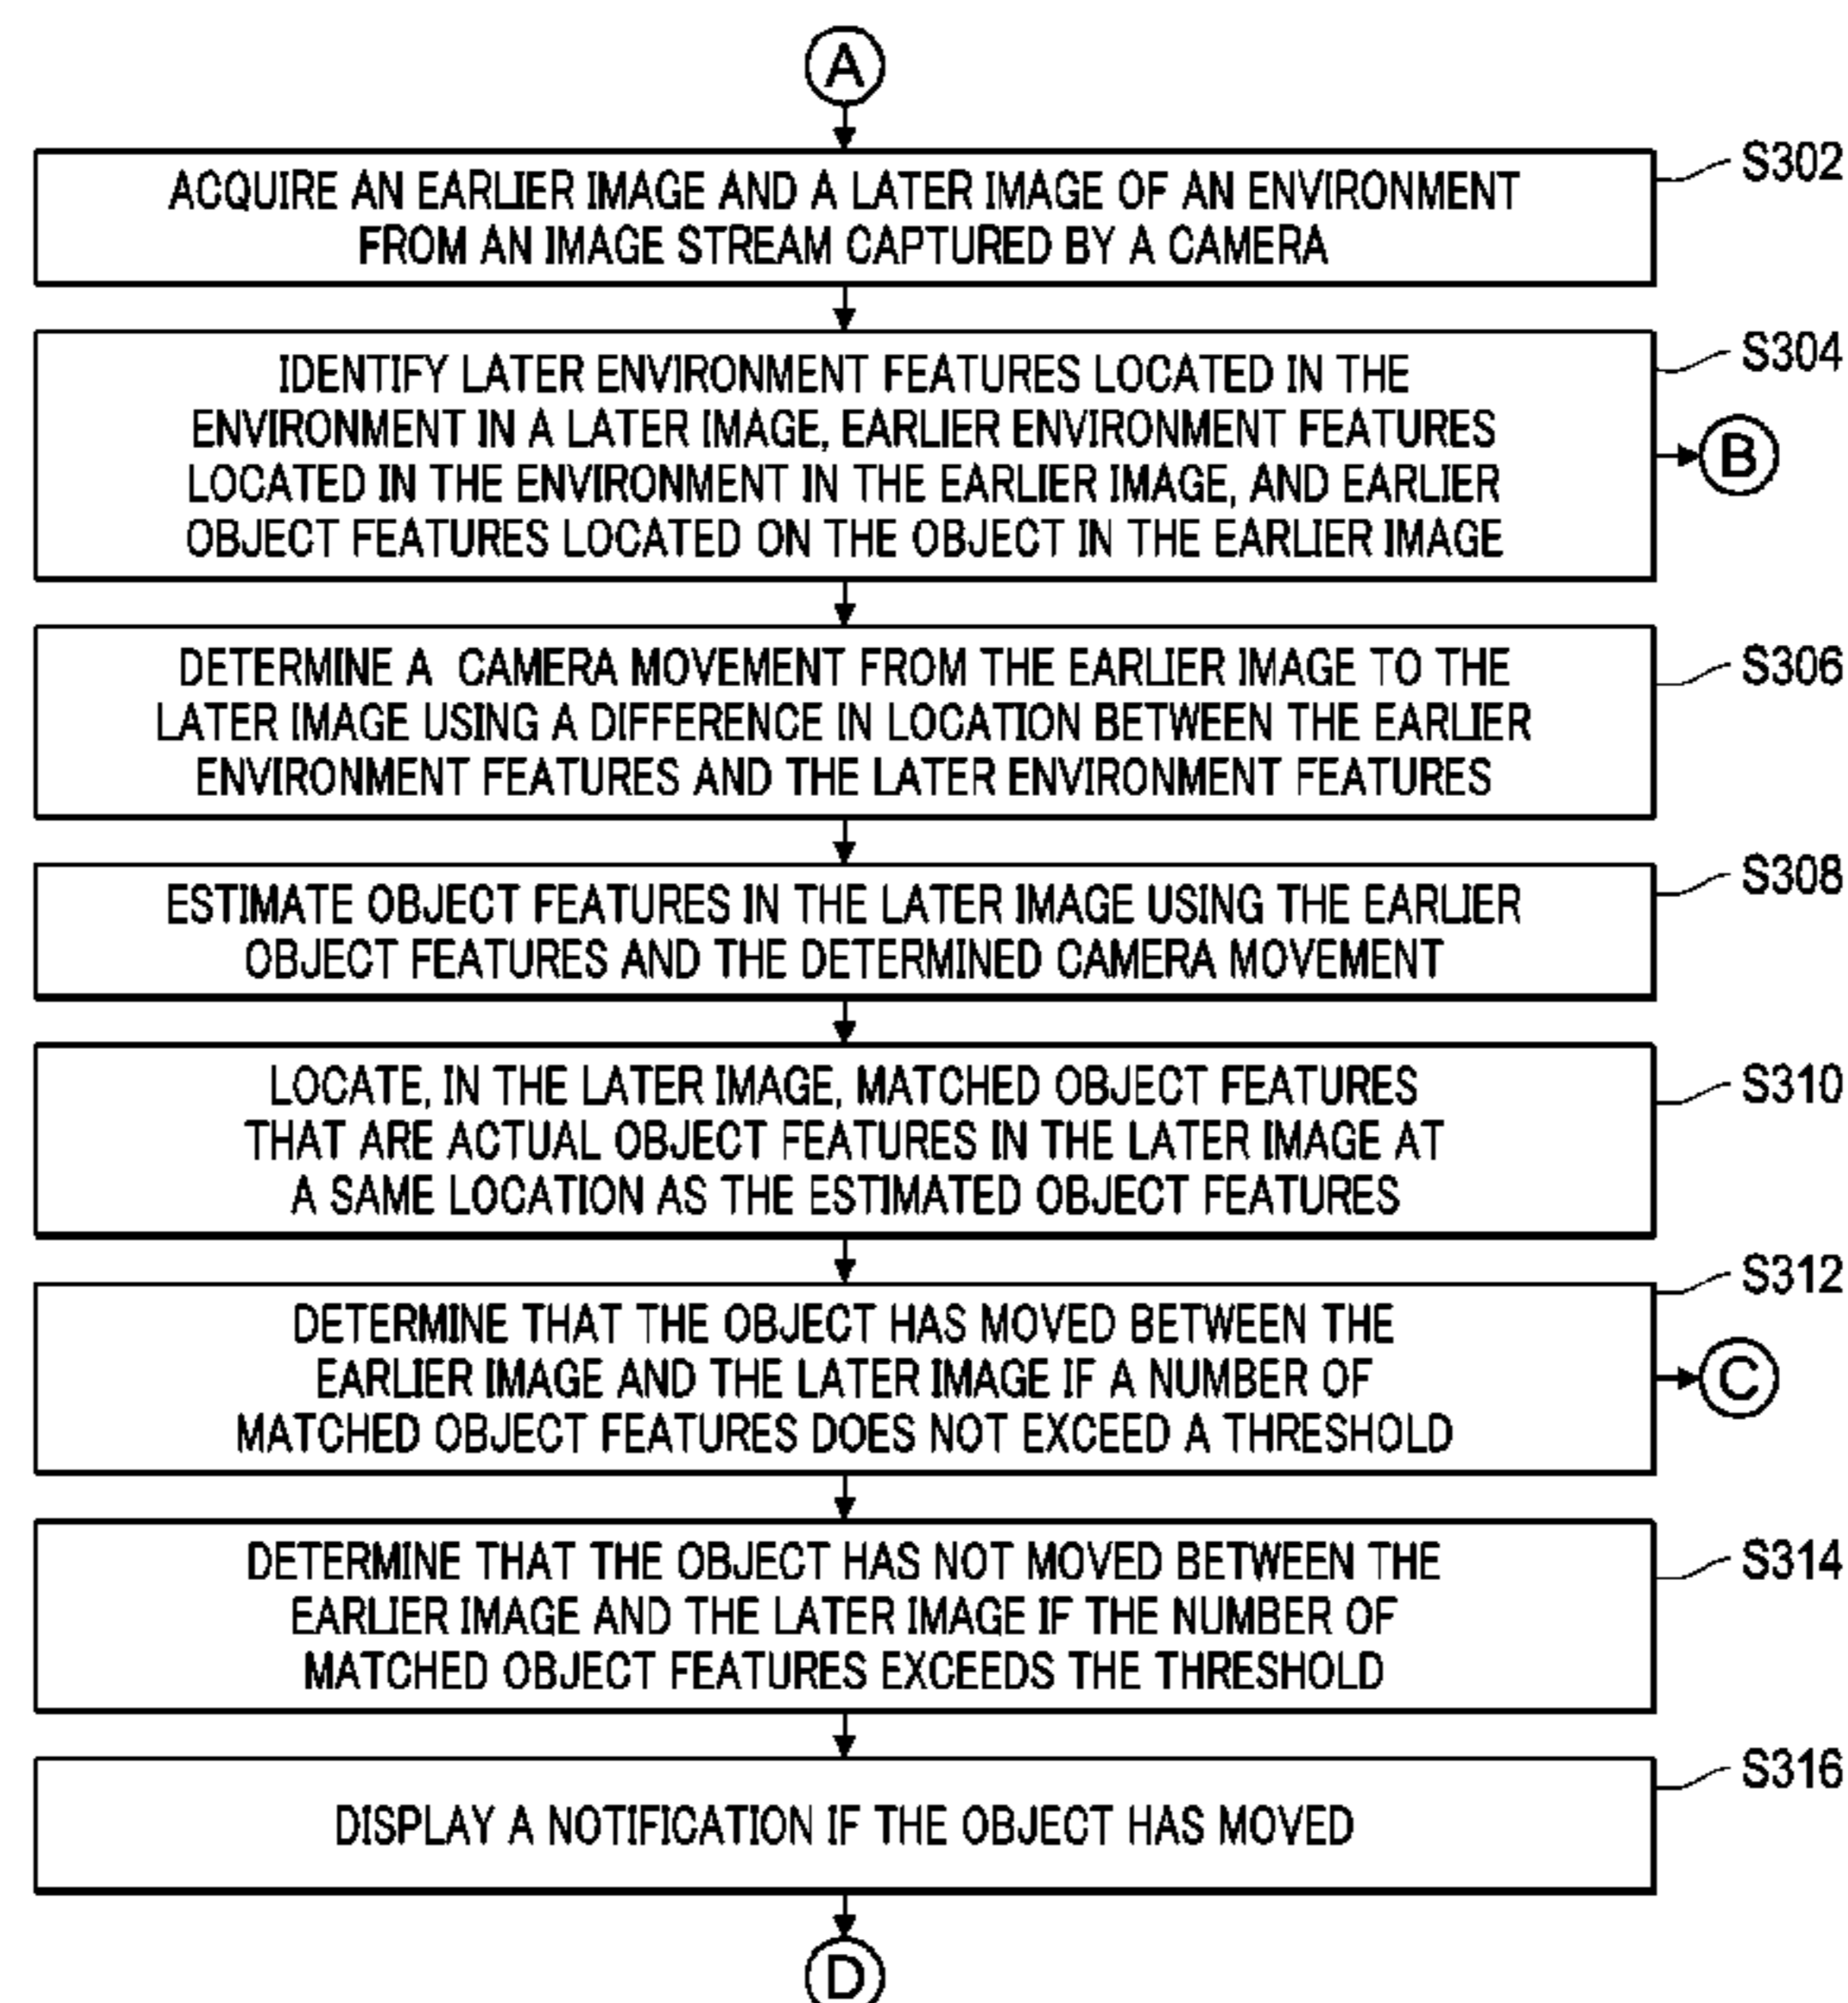 A
ACQUIRE AN EARLIER IMAGE AND A LATER IMAGE OF AN ENVIRONMENT
FROM AN IMAGE STREAM CAPTURED BY A CAMERA
S302
IDENTIFY LATER ENVIRONMENT FEATURES LOCATED IN THE
ENVIRONMENT IN A LATER IMAGE, EARLIER ENVIRONMENT FEATURES
LOCATED IN THE ENVIRONMENT IN THE EARLIER IMAGE, AND EARLIER
OBJECT FEATURES LOCATED ON THE OBJECT IN THE EARLIER IMAGE
S304
B
DETERMINE A CAMERA MOVEMENT FROM THE EARLIER IMAGE TO THE
LATER IMAGE USING A DIFFERENCE IN LOCATION BETWEEN THE EARLIER
ENVIRONMENT FEATURES AND THE LATER ENVIRONMENT FEATURES
S306
ESTIMATE OBJECT FEATURES IN THE LATER IMAGE USING THE EARLIER
OBJECT FEATURES AND THE DETERMINED CAMERA MOVEMENT
S308
LOCATE, IN THE LATER IMAGE, MATCHED OBJECT FEATURES
THAT ARE ACTUAL OBJECT FEATURES IN THE LATER IMAGE AT
A SAME LOCATION AS THE ESTIMATED OBJECT FEATURES
S310
DETERMINE THAT THE OBJECT HAS MOVED BETWEEN THE
EARLIER IMAGE AND THE LATER IMAGE IF A NUMBER OF
MATCHED OBJECT FEATURES DOES NOT EXCEED A THRESHOLD
S312
C
DETERMINE THAT THE OBJECT HAS NOT MOVED BETWEEN THE
EARLIER IMAGE AND THE LATER IMAGE IF THE NUMBER OF
MATCHED OBJECT FEATURES EXCEEDS THE THRESHOLD
S314
DISPLAY A NOTIFICATION IF THE OBJECT HAS MOVED
S316
D